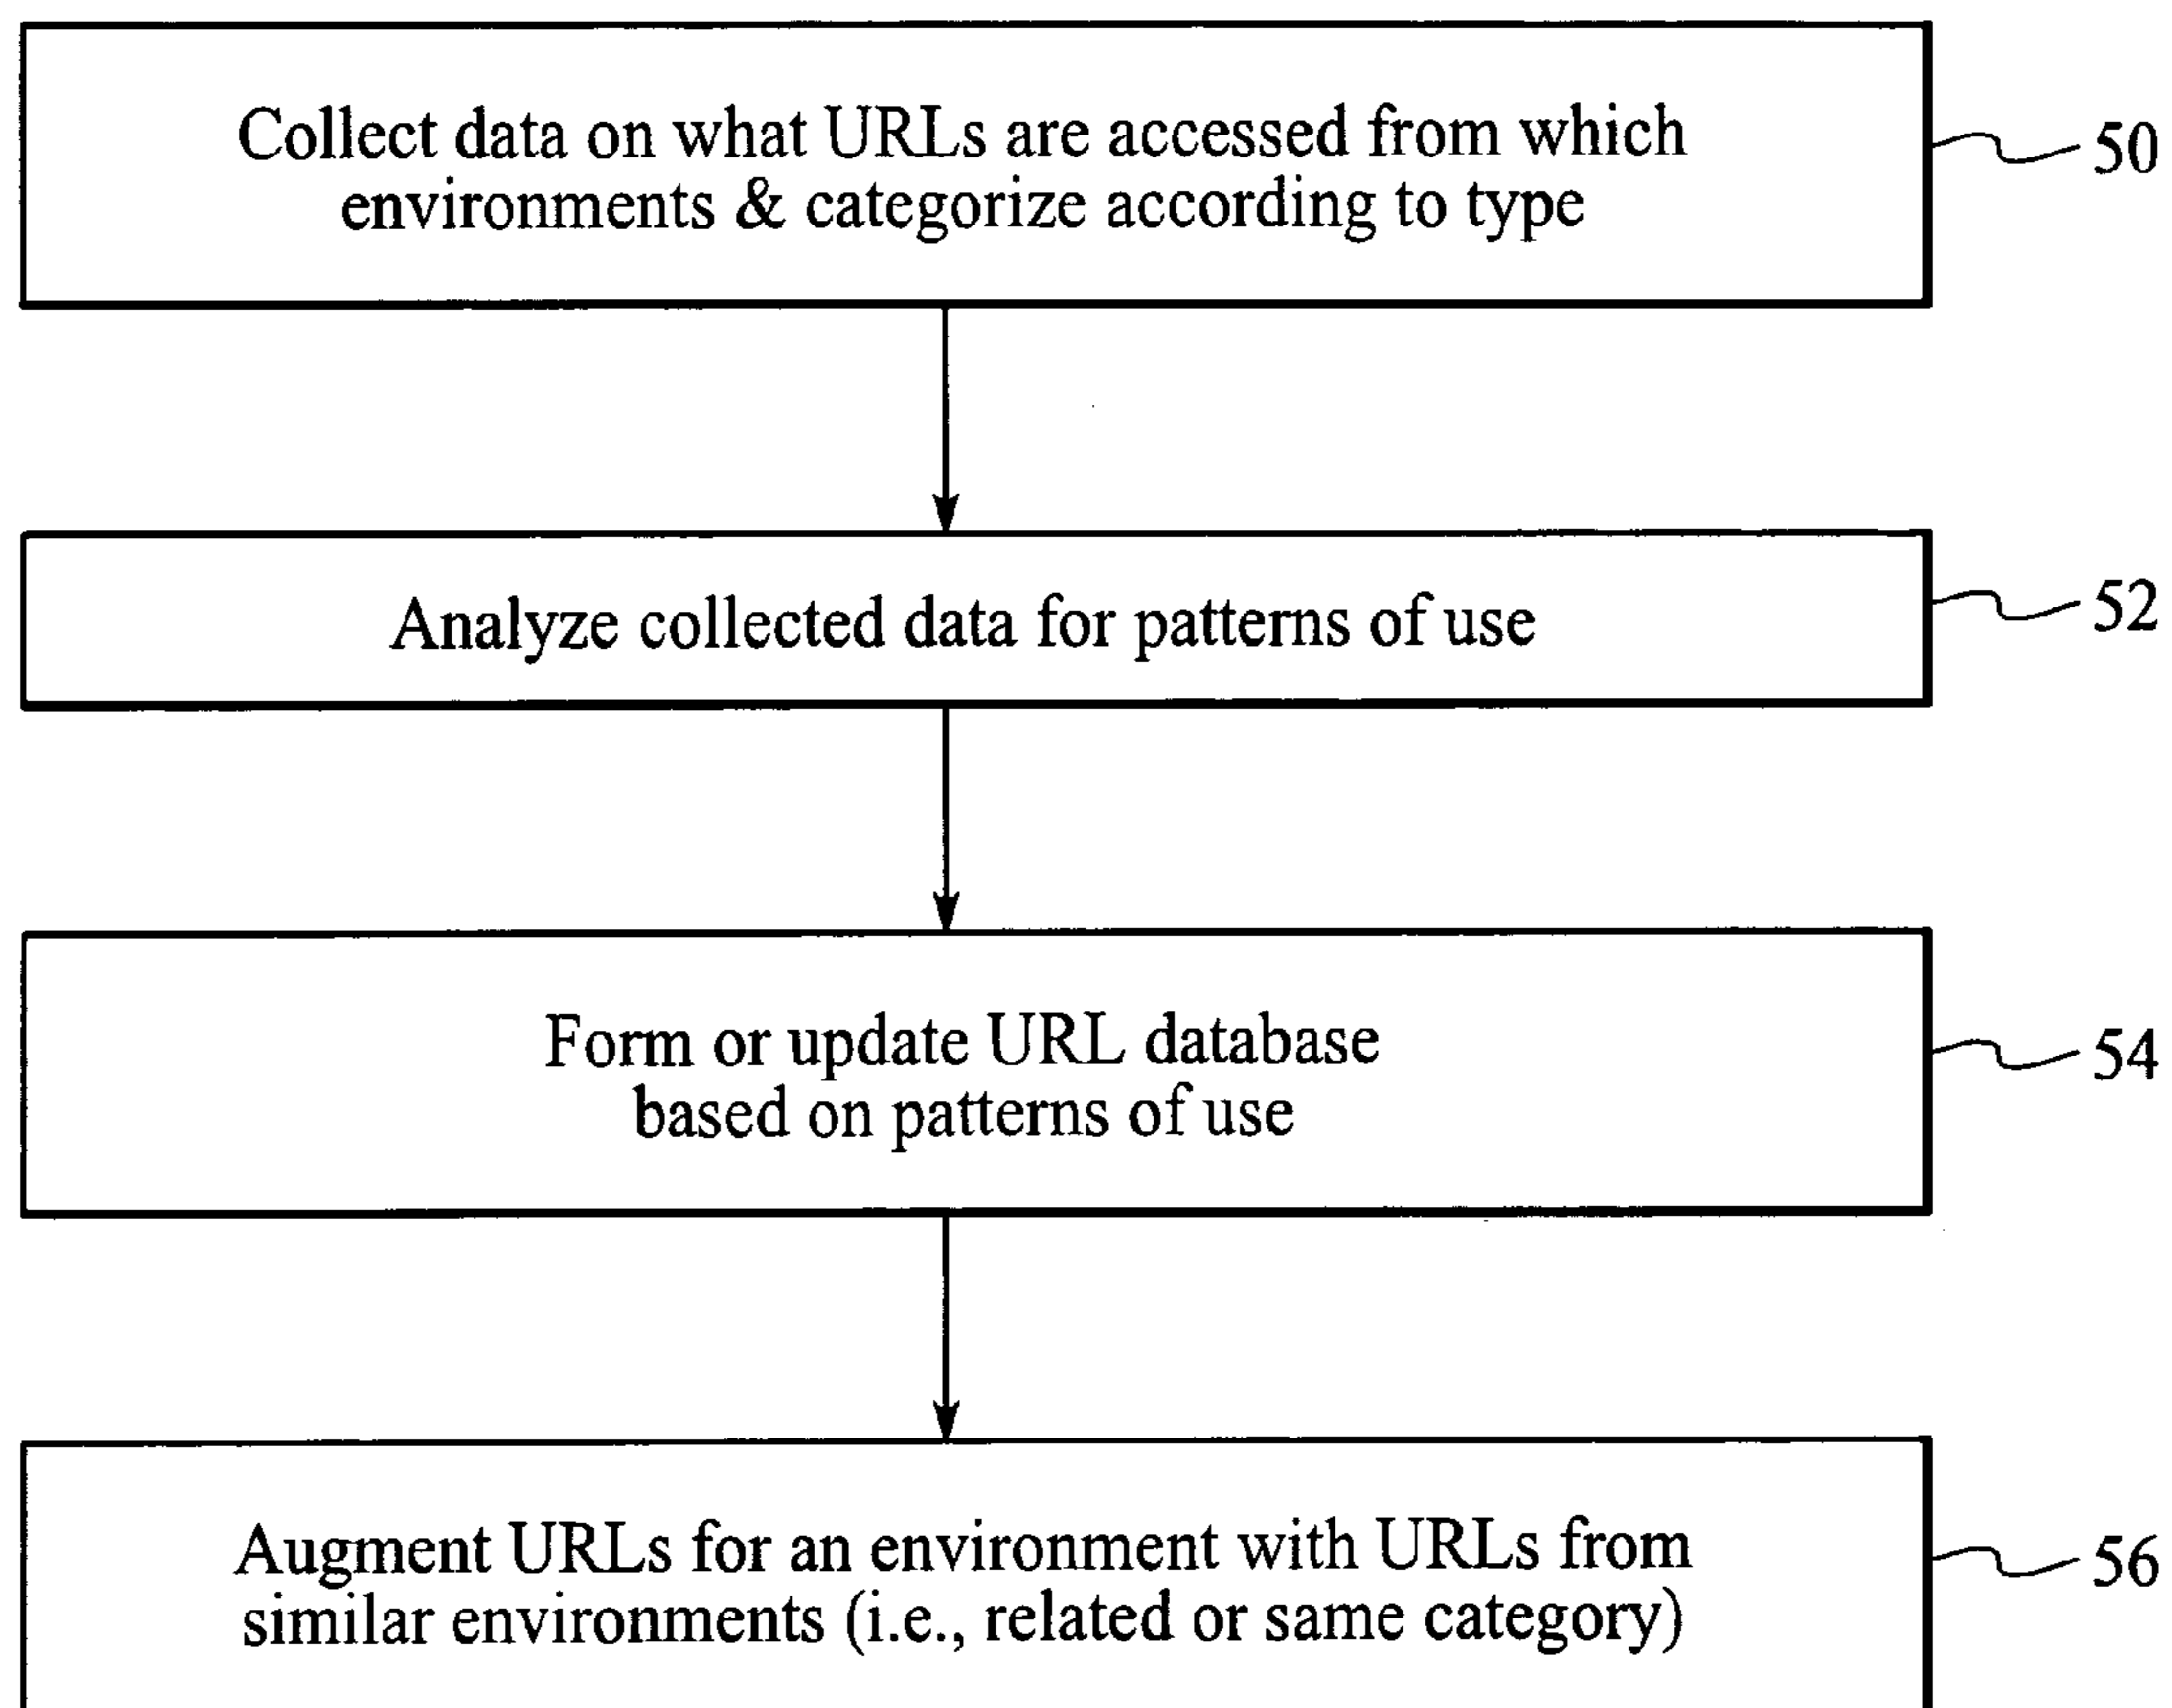 Collect data on what URLs are accessed from which
environments & categorize according to type
50
Analyze collected data for patterns of use
52
Form or update URL database
based on patterns of use
54
Augment URLs for an environment with URLs from
similar environments (i.e., related or same category)
56